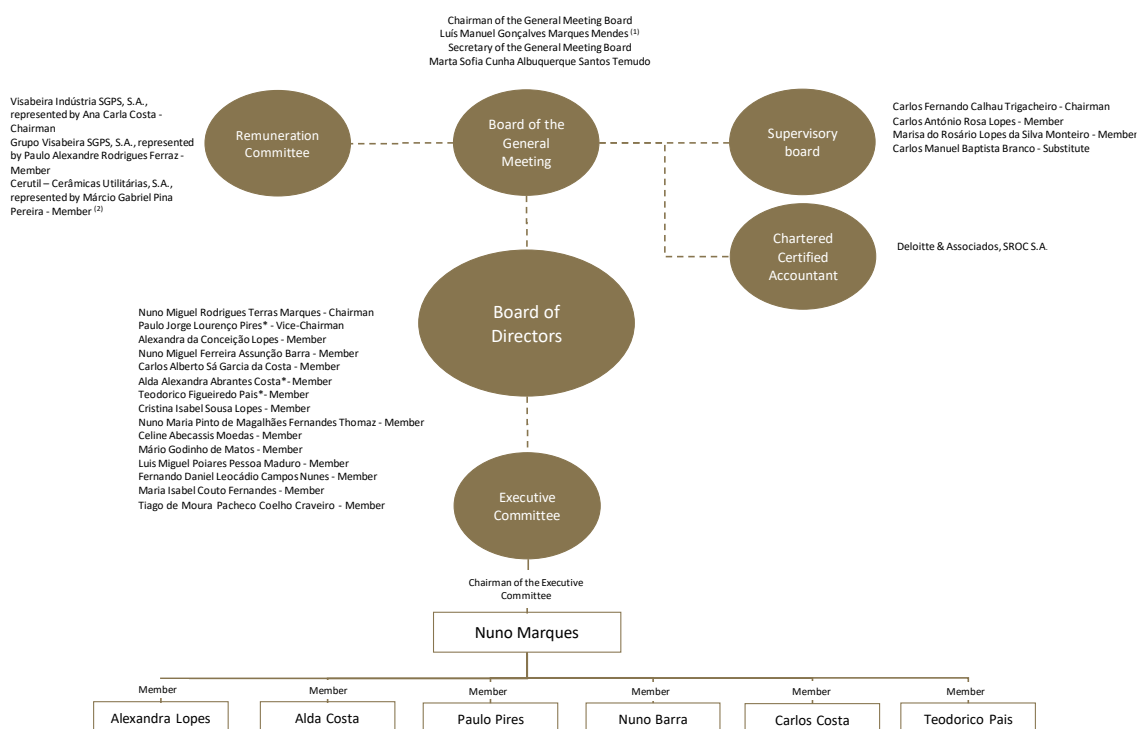 Chairman of the General Meeting Board
Luís Manuel Gonçalves Marques Mendes (1)
Secretary of the General Meeting Board
Marta Sofia Cunha Albuquerque Santos Temudo
Visabeira Indústria SGPS, S.A.,
represented by Ana Carla Costa -
Chairman
Grupo Visabeira SGPS, S.A., represented
by Paulo Alexandre Rodrigues Ferraz -
Member
Cerutil – Cerâmicas Utilitárias, S.A.,
represented by Márcio Gabriel Pina
Pereira - Member (2)
Remuneration
Committee
Board of the
General
Meeting
Supervisory
board
Carlos Fernando Calhau Trigacheiro - Chairman
Carlos António Rosa Lopes - Member
Marisa do Rosário Lopes da Silva Monteiro - Member
Carlos Manuel Baptista Branco - Substitute
Chartered
Certified
Accountant
Deloitte & Associados, SROC S.A.
Board of
Directors
Nuno Miguel Rodrigues Terras Marques - Chairman
Paulo Jorge Lourenço Pires* - Vice-Chairman
Alexandra da Conceição Lopes - Member
Nuno Miguel Ferreira Assunção Barra - Member
Carlos Alberto Sá Garcia da Costa - Member
Alda Alexandra Abrantes Costa*- Member
Teodorico Figueiredo Pais*- Member
Cristina Isabel Sousa Lopes - Member
Nuno Maria Pinto de Magalhães Fernandes Thomaz - Member
Celine Abecassis Moedas - Member
Mário Godinho de Matos - Member
Luis Miguel Poiares Pessoa Maduro - Member
Fernando Daniel Leocádio Campos Nunes - Member
Maria Isabel Couto Fernandes - Member
Tiago de Moura Pacheco Coelho Craveiro - Member
Executive
Committee
Chairman of the Executive
Committee
Nuno Marques
Member
Member
Member
Member
Member
Member
Alexandra Lopes
Alda Costa
Paulo Pires
Nuno Barra
Carlos Costa
Teodorico Pais